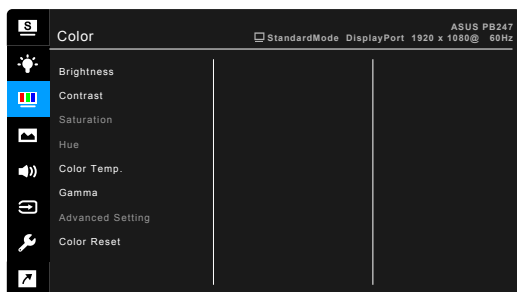 S
Color
ASUS PB247
StandardMode DisplayPort 1920 x 1080@ 60Hz
Brightness
Contrast
Saturation
Hue
Color Temp.
Gamma
Advanced Setting
Color Reset